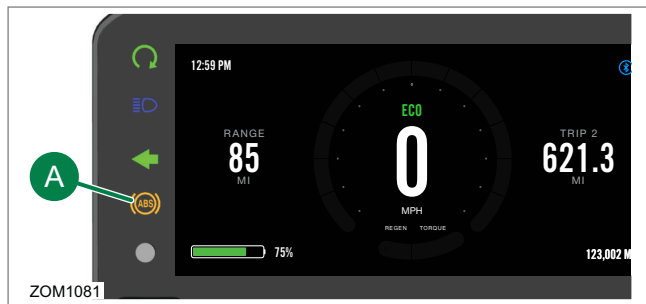 12:59 PM
ECO
RANGE
85
MI
0
MPH
REGEN TORQUE
TRIP 2
621.3
MI
A
(ABS)
75%
123,002 M
ZOM1081